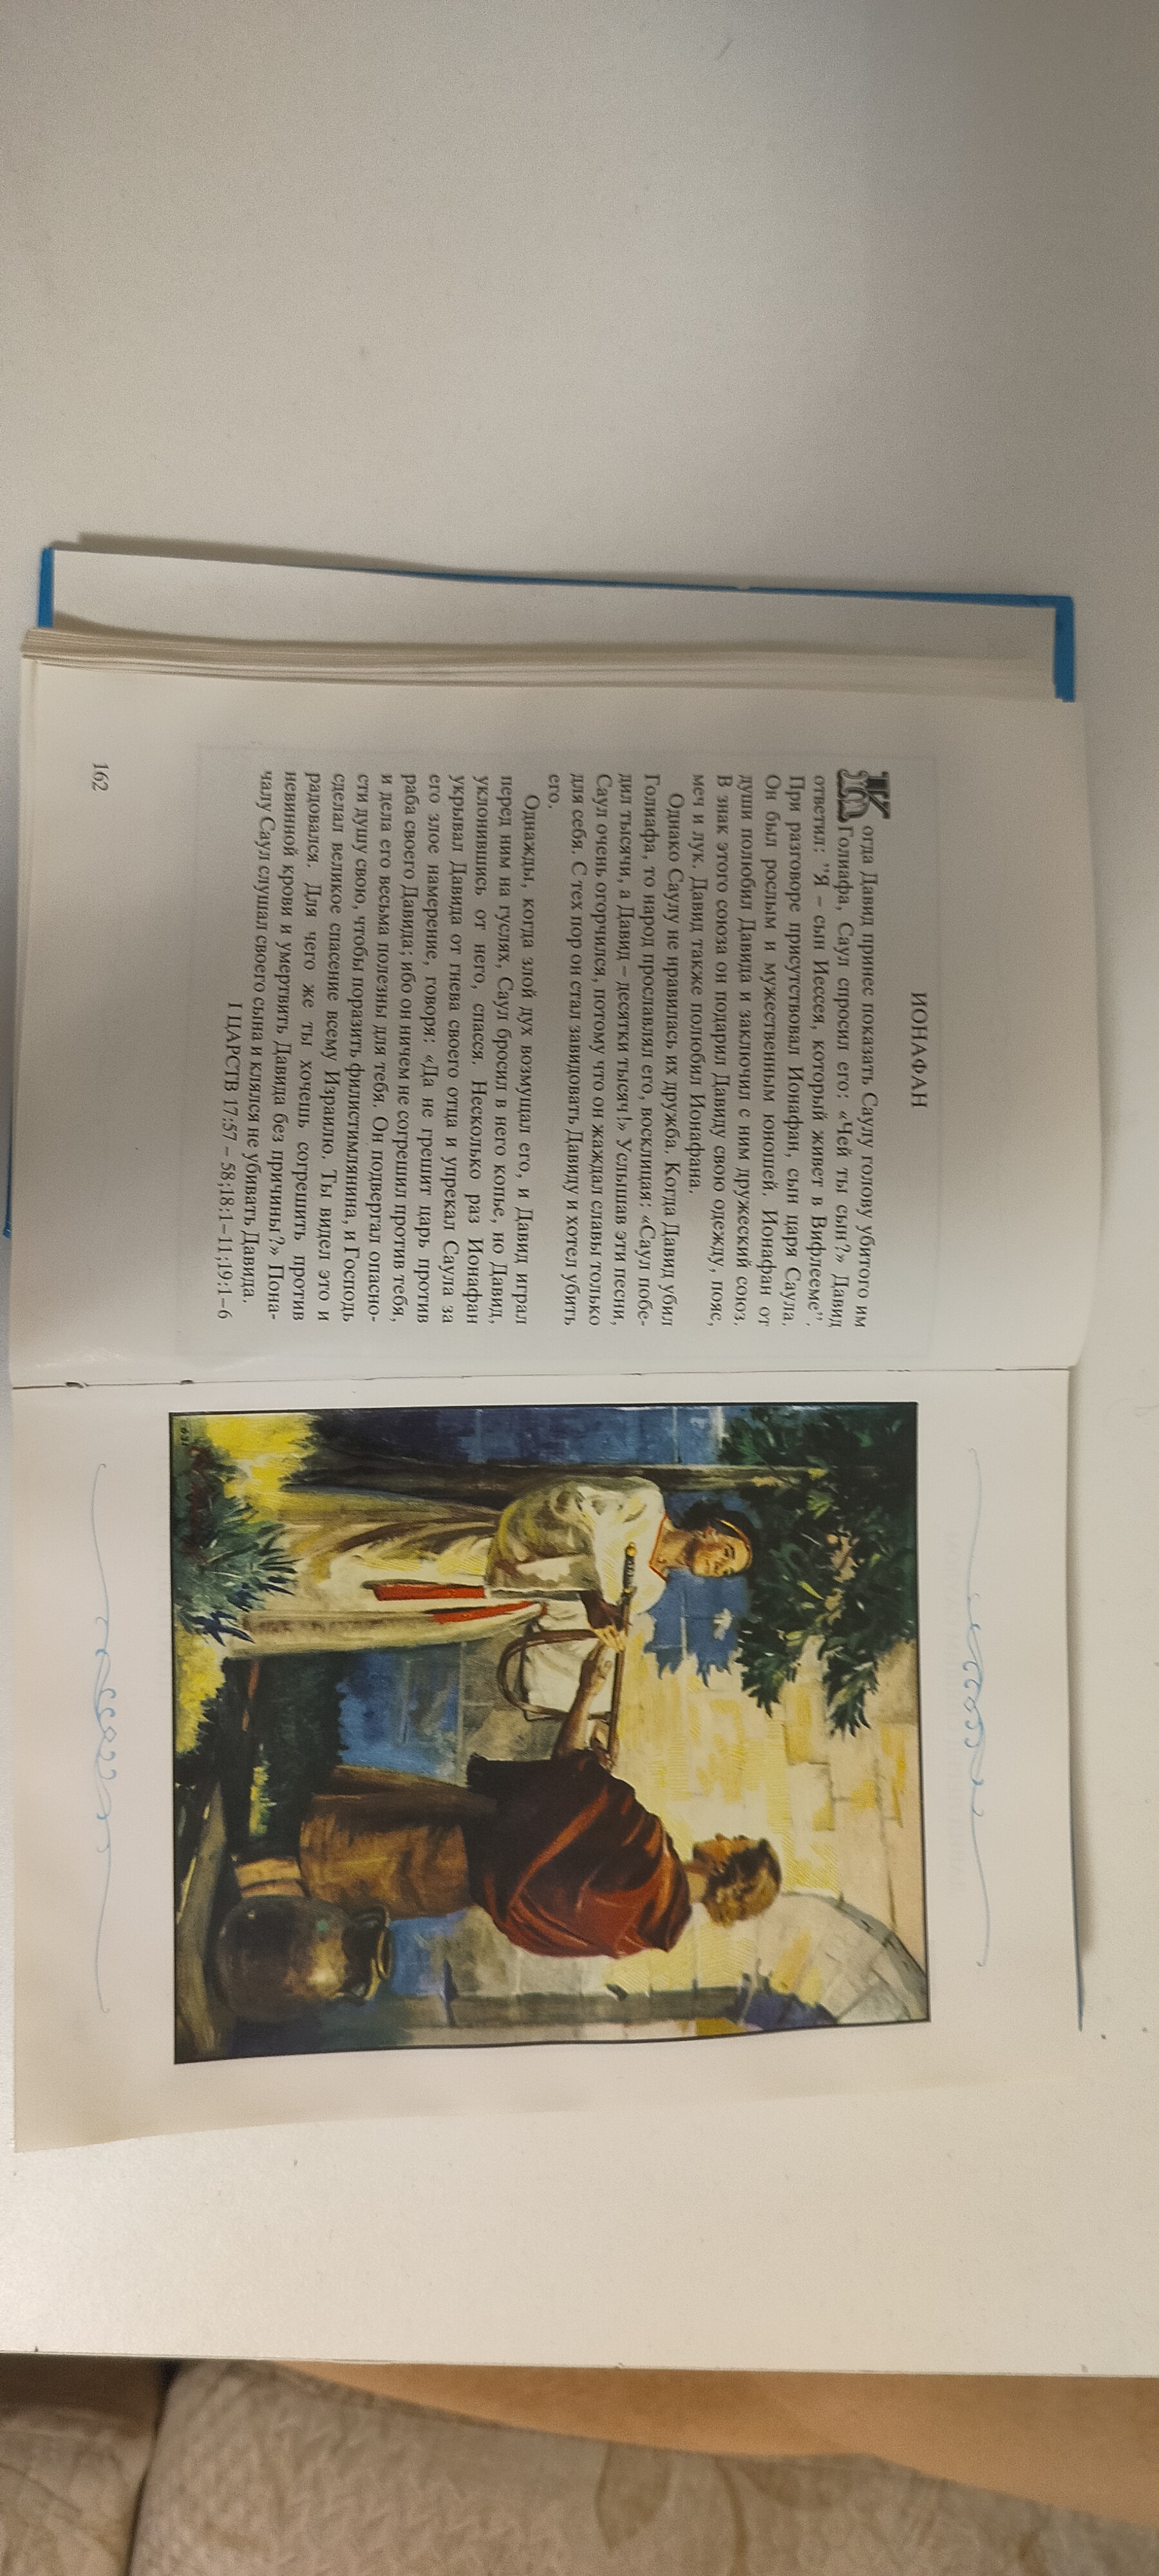 ИОНАФАН
Когда Давид принес показать Саулу голову убитого им
Голиафа, Саул спросил его: «Чей ты сын?» Давид
ответил: "Я – сын Иессея, который живет в Вифлееме".
При разговоре присутствовал Ионафан, сын царя Саула.
Он был рослым и мужественным юношей. Ионафан от
души полюбил Давида и заключил с ним дружеский союз.
В знак этого союза он подарил Давиду свою одежду, пояс,
меч и лук. Давид также полюбил Ионафана.
Однако Саулу не нравилась их дружба. Когда Давид убил
Голиафа, то народ прославлял его, восклицая: «Саул побе-
дил тысячи, а Давид – десятки тысяч!» Услышав эти песни,
Саул очень огорчился, потому что он жаждал славы только
для себя. С тех пор он стал завидовать Давиду и хотел убить
его.
Однажды, когда злой дух возмущал его, и Давид играл
перед ним на гуслях, Саул бросил в него копье, но Давид,
уклонившись от него, спасся. Несколько раз Ионафан
укрывал Давида от гнева своего отца и упрекал Саула за
его злое намерение, говоря: «Да не грешит царь против
раба своего Давида; ибо он ничем не согрешил против тебя,
и дела его весьма полезны для тебя. Он подвергал опасно-
сти душу свою, чтобы поразить филистимлянина, и Господь
сделал великое спасение всему Израилю. Ты видел это и
радовался. Для чего же ты хочешь согрешить против
невинной крови и умертвить Давида без причины?» Пона-
чалу Саул слушал своего сына и клялся не убивать Давида.
I ЦАРСТВ 17:57 – 58;18:1–11;19:1–6
162
163